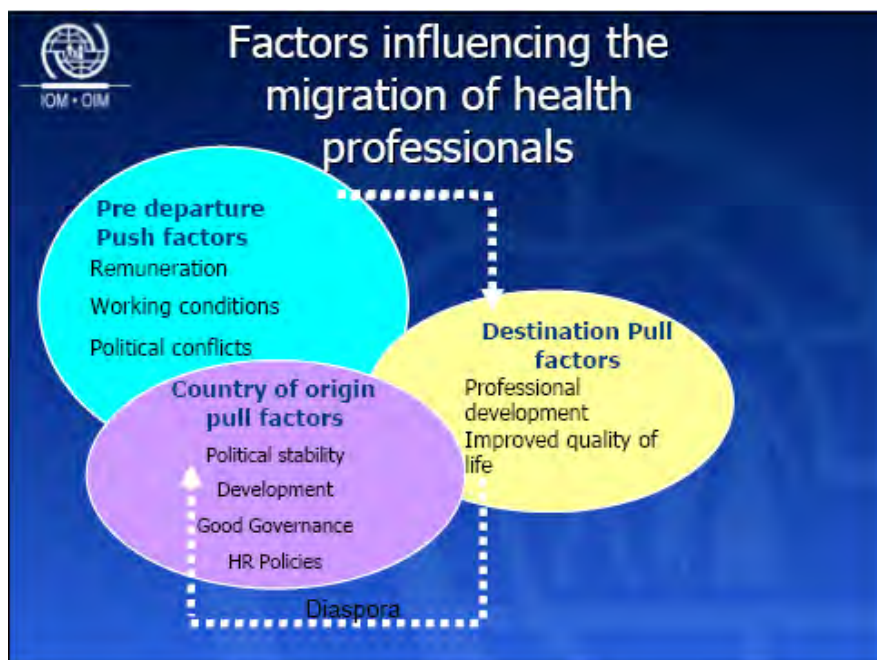 IOM • OIM
Factors influencing the
migration of health
professionals
Pre departure
Push factors
Remuneration
Working conditions
Political conflicts
Destination Pull
factors
Professional
development
Improved quality of
life
Country of origin
pull factors
Political stability
Development
Good Governance
HR Policies
Diaspora